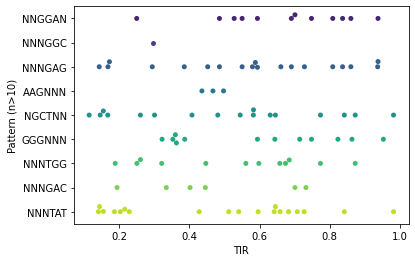 NNGGAN
NNNGGC
NNNGAG
AAGNNN
NGCTNN
GGGNNN
NNNTGG
NNNGAC
NNNTAT
Pattern (n>10)
0.2 0.4 0.6 0.8 1.0
TIR